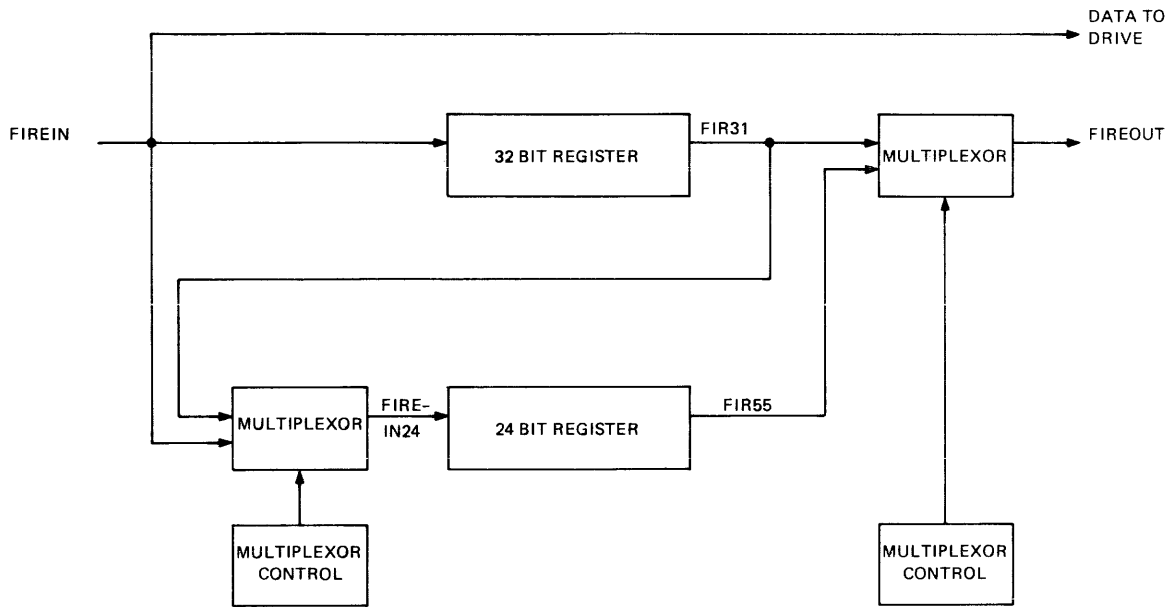 DATA TO
DRIVE
FIREIN
32 BIT REGISTER
FIR31
MULTIPLEXOR
FIREOUT
MULTIPLEXOR
FIRE-
IN24
24 BIT REGISTER
FIR55
MULTIPLEXOR
CONTROL
MULTIPLEXOR
CONTROL